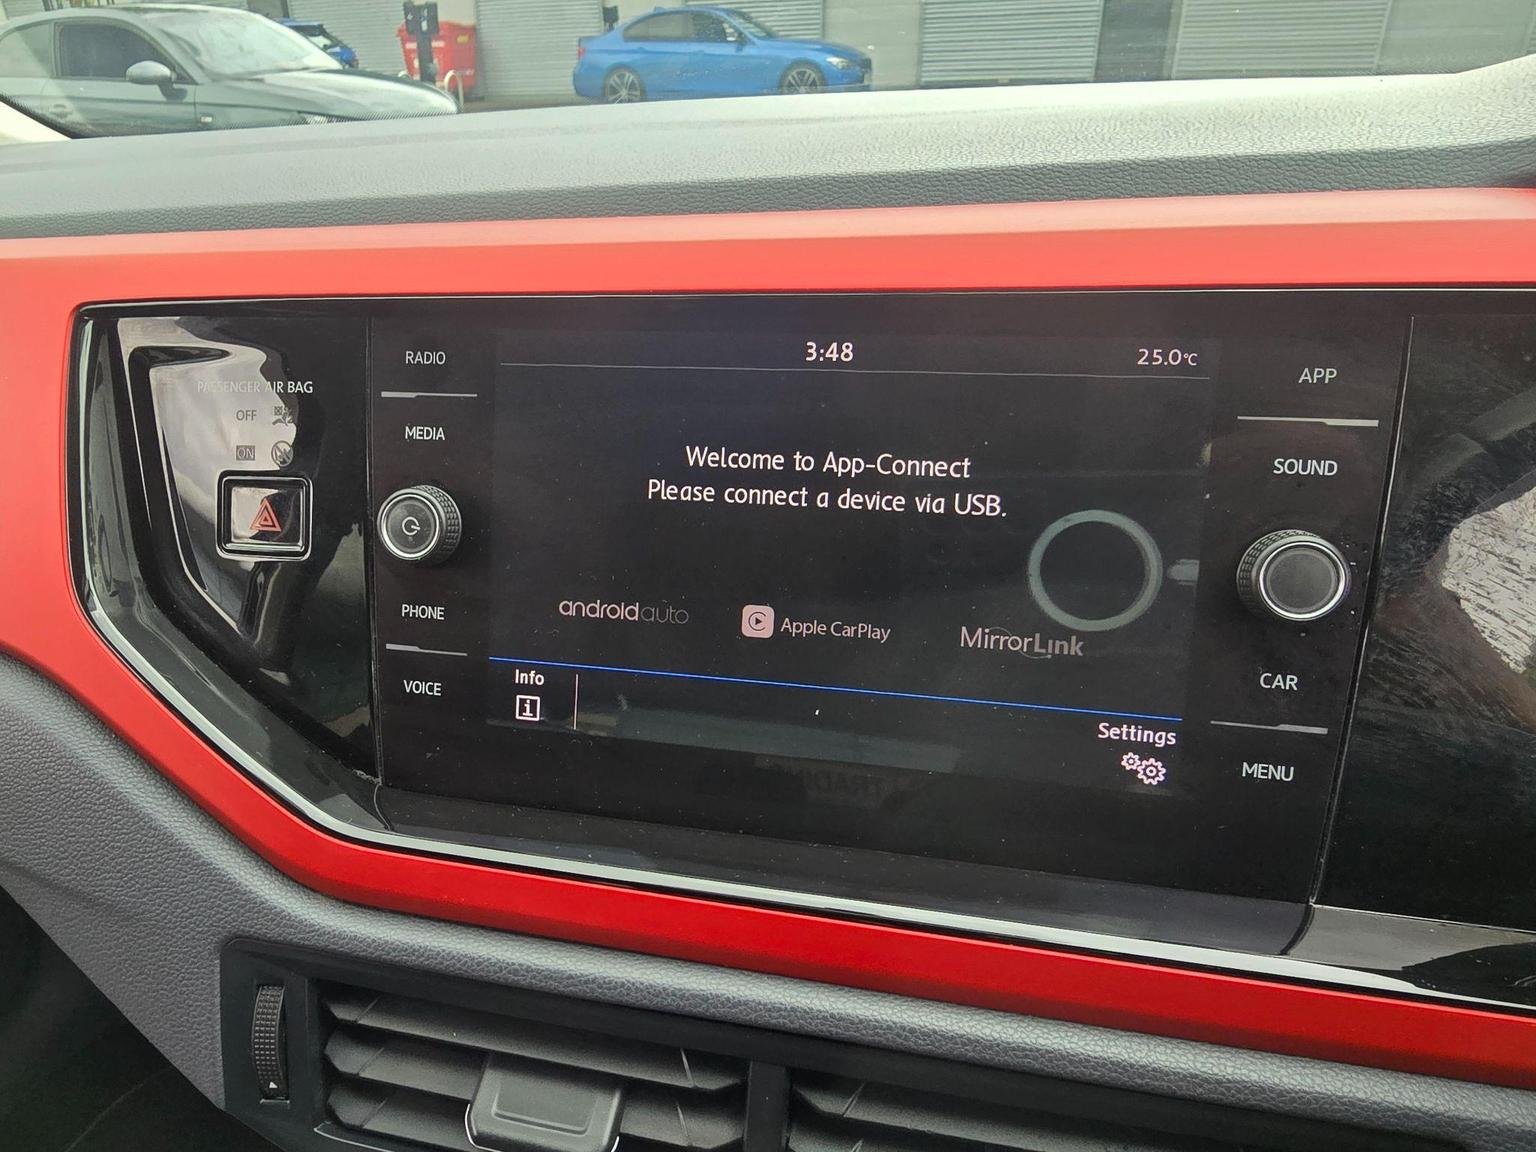 PASSENGER AIR BAG
OFF
ON
RADIO
MEDIA
PHONE
VOICE
3:48
25.0°C
Welcome to App-Connect
Please connect a device via USB.
androidauto
Apple CarPlay
MirrorLink
Info
i
Settings
APP
SOUND
CAR
MENU